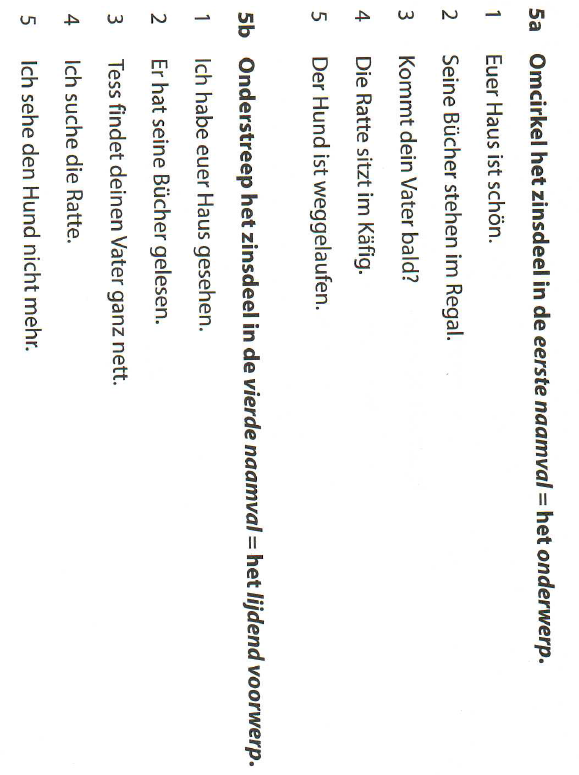 5a Omcirkel het zinsdeel in de eerste naamval = het onderwerp.
1 Euer Haus ist schön.
2 Seine Bücher stehen im Regal.
3 Kommt dein Vater bald?
4 Die Ratte sitzt im Käfig.
5 Der Hund ist weggelaufen.
5b Onderstreep het zinsdeel in de vierde naamval = het lijdend voorwerp.
1 Ich habe euer Haus gesehen.
2 Er hat seine Bücher gelesen.
3 Tess findet deinen Vater ganz nett.
4 Ich suche die Ratte.
5 Ich sehe den Hund nicht mehr.